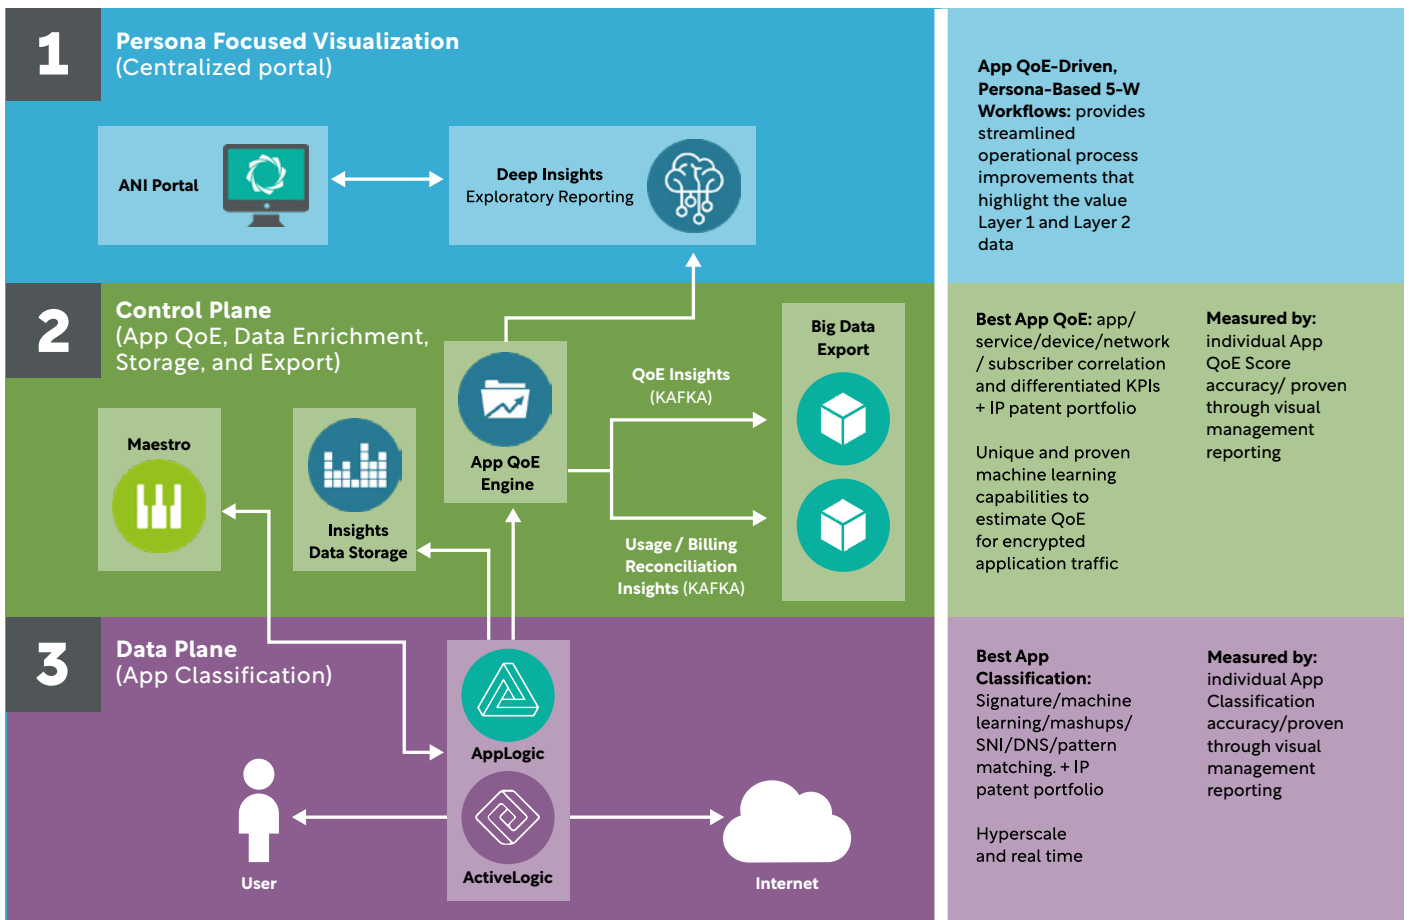 1
Persona Focused Visualization
(Centralized portal)
ANI Portal
Deep Insights
Exploratory Reporting
App QoE-Driven,
Persona-Based 5-W
Workflows: provides
streamlined
operational process
improvements that
highlight the value
Layer 1 and Layer 2
data
2
Control Plane
(App QoE, Data Enrichment,
Storage, and Export)
Maestro
Insights
Data Storage
App QoE
Engine
QoE Insights
(KAFKA)
Usage / Billing
Reconciliation
Insights (KAFKA)
Big Data
Export
Best App QoE: app/
service/device/network
/ subscriber correlation
and differentiated KPIs
+ IP patent portfolio
Unique and proven
machine learning
capabilities to
estimate QoE
for encrypted
application traffic
Measured by:
individual App
QoE Score
accuracy/ proven
through visual
management
reporting
3
Data Plane
(App Classification)
AppLogic
ActiveLogic
User
Internet
Best App
Classification:
Signature/machine
learning/mashups/
SNI/DNS/pattern
matching. + IP
patent portfolio
Hyperscale
and real time
Measured by:
individual App
Classification
accuracy/proven
through visual
management
reporting